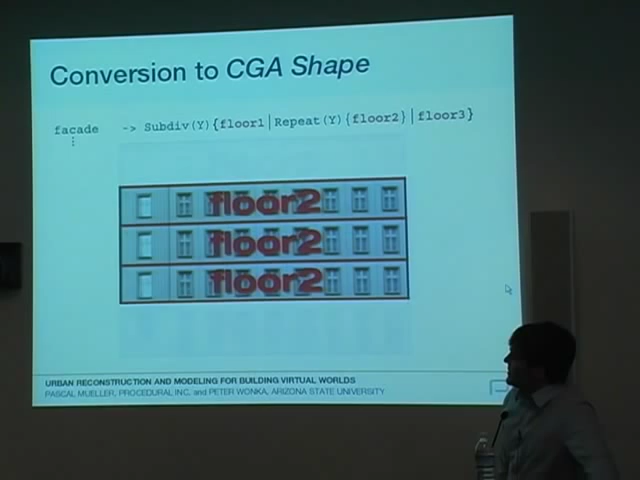 Conversion to CGA Shape
facade -> Subdiv(Y){floor1|Repeat(Y){floor2}|floor3}
⋮
floor2
floor2
floor2
URBAN RECONSTRUCTION AND MODELING FOR BUILDING VIRTUAL WORLDS
PASCAL MUELLER, PROCEDURAL INC. and PETER WONKA, ARIZONA STATE UNIVERSITY